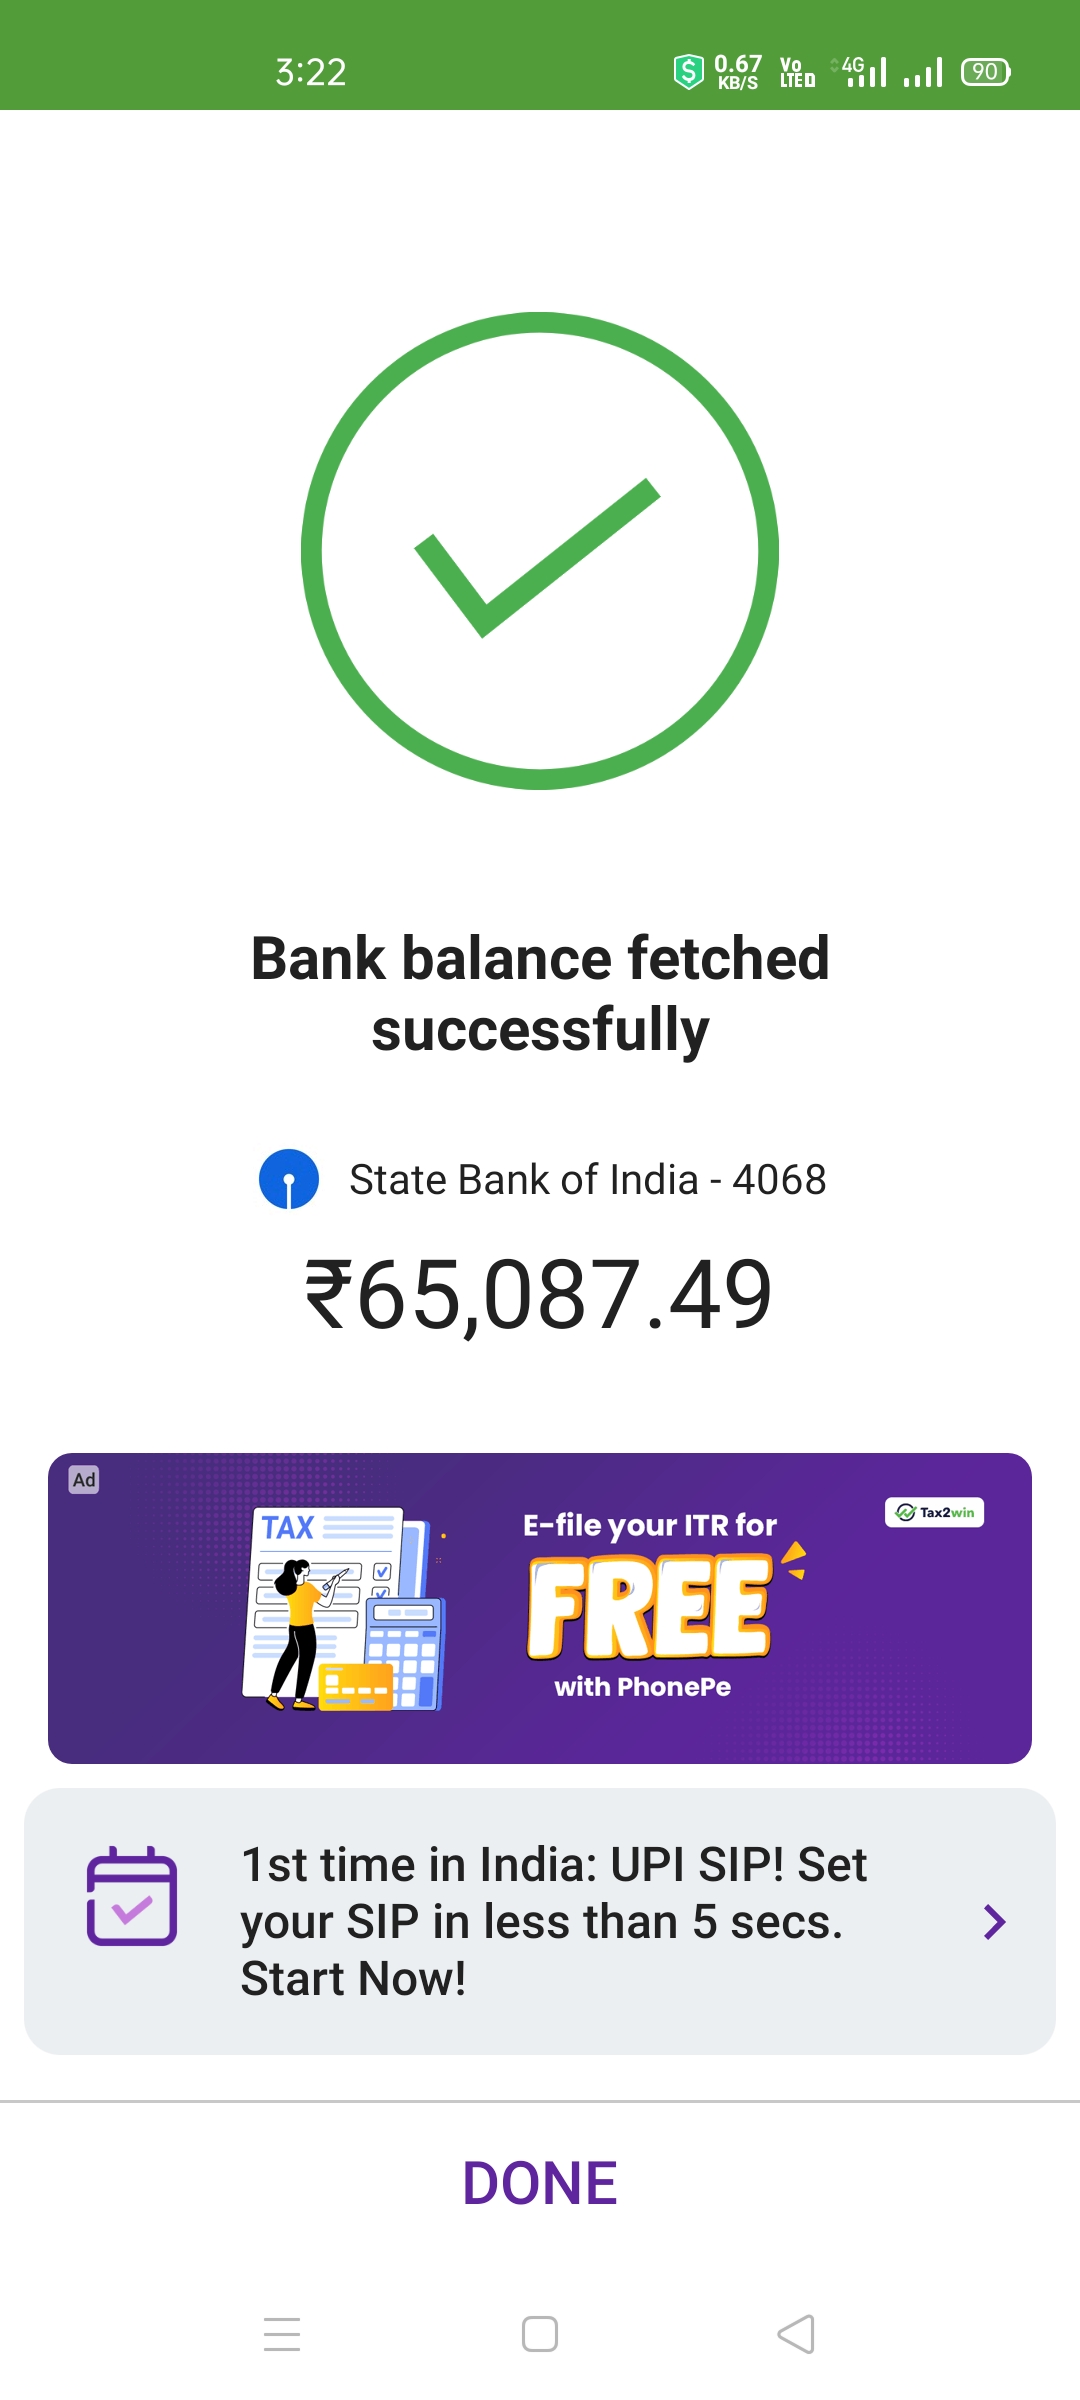 3:22
0.67
KB/S
Vo
LTE
4G
90
Bank balance fetched
successfully
State Bank of India - 4068
₹65,087.49
Ad
TAX
E-file your ITR for
FREE
with PhonePe
Tax2win
1st time in India: UPI SIP! Set
your SIP in less than 5 secs.
Start Now!
DONE